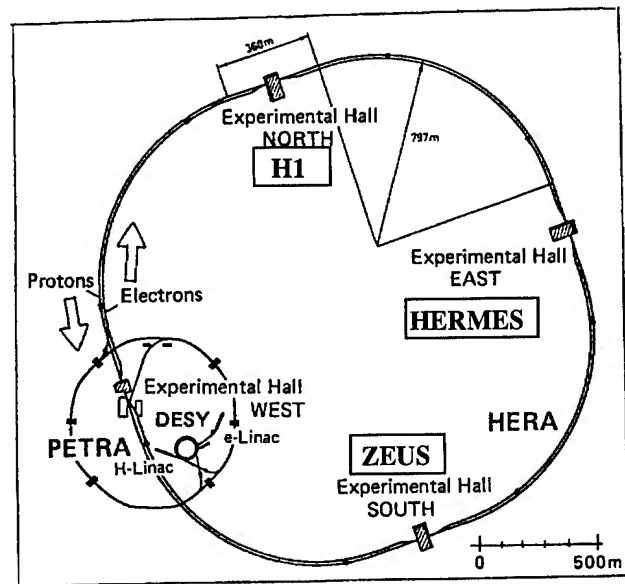 360m
Experimental Hall
NORTH
H1
797m
Experimental Hall
EAST
HERMES
Protons
Electrons
Experimental Hall
WEST
DESY
e-Linac
PETRA
H-Linac
HERA
ZEUS
Experimental Hall
SOUTH
0 500m